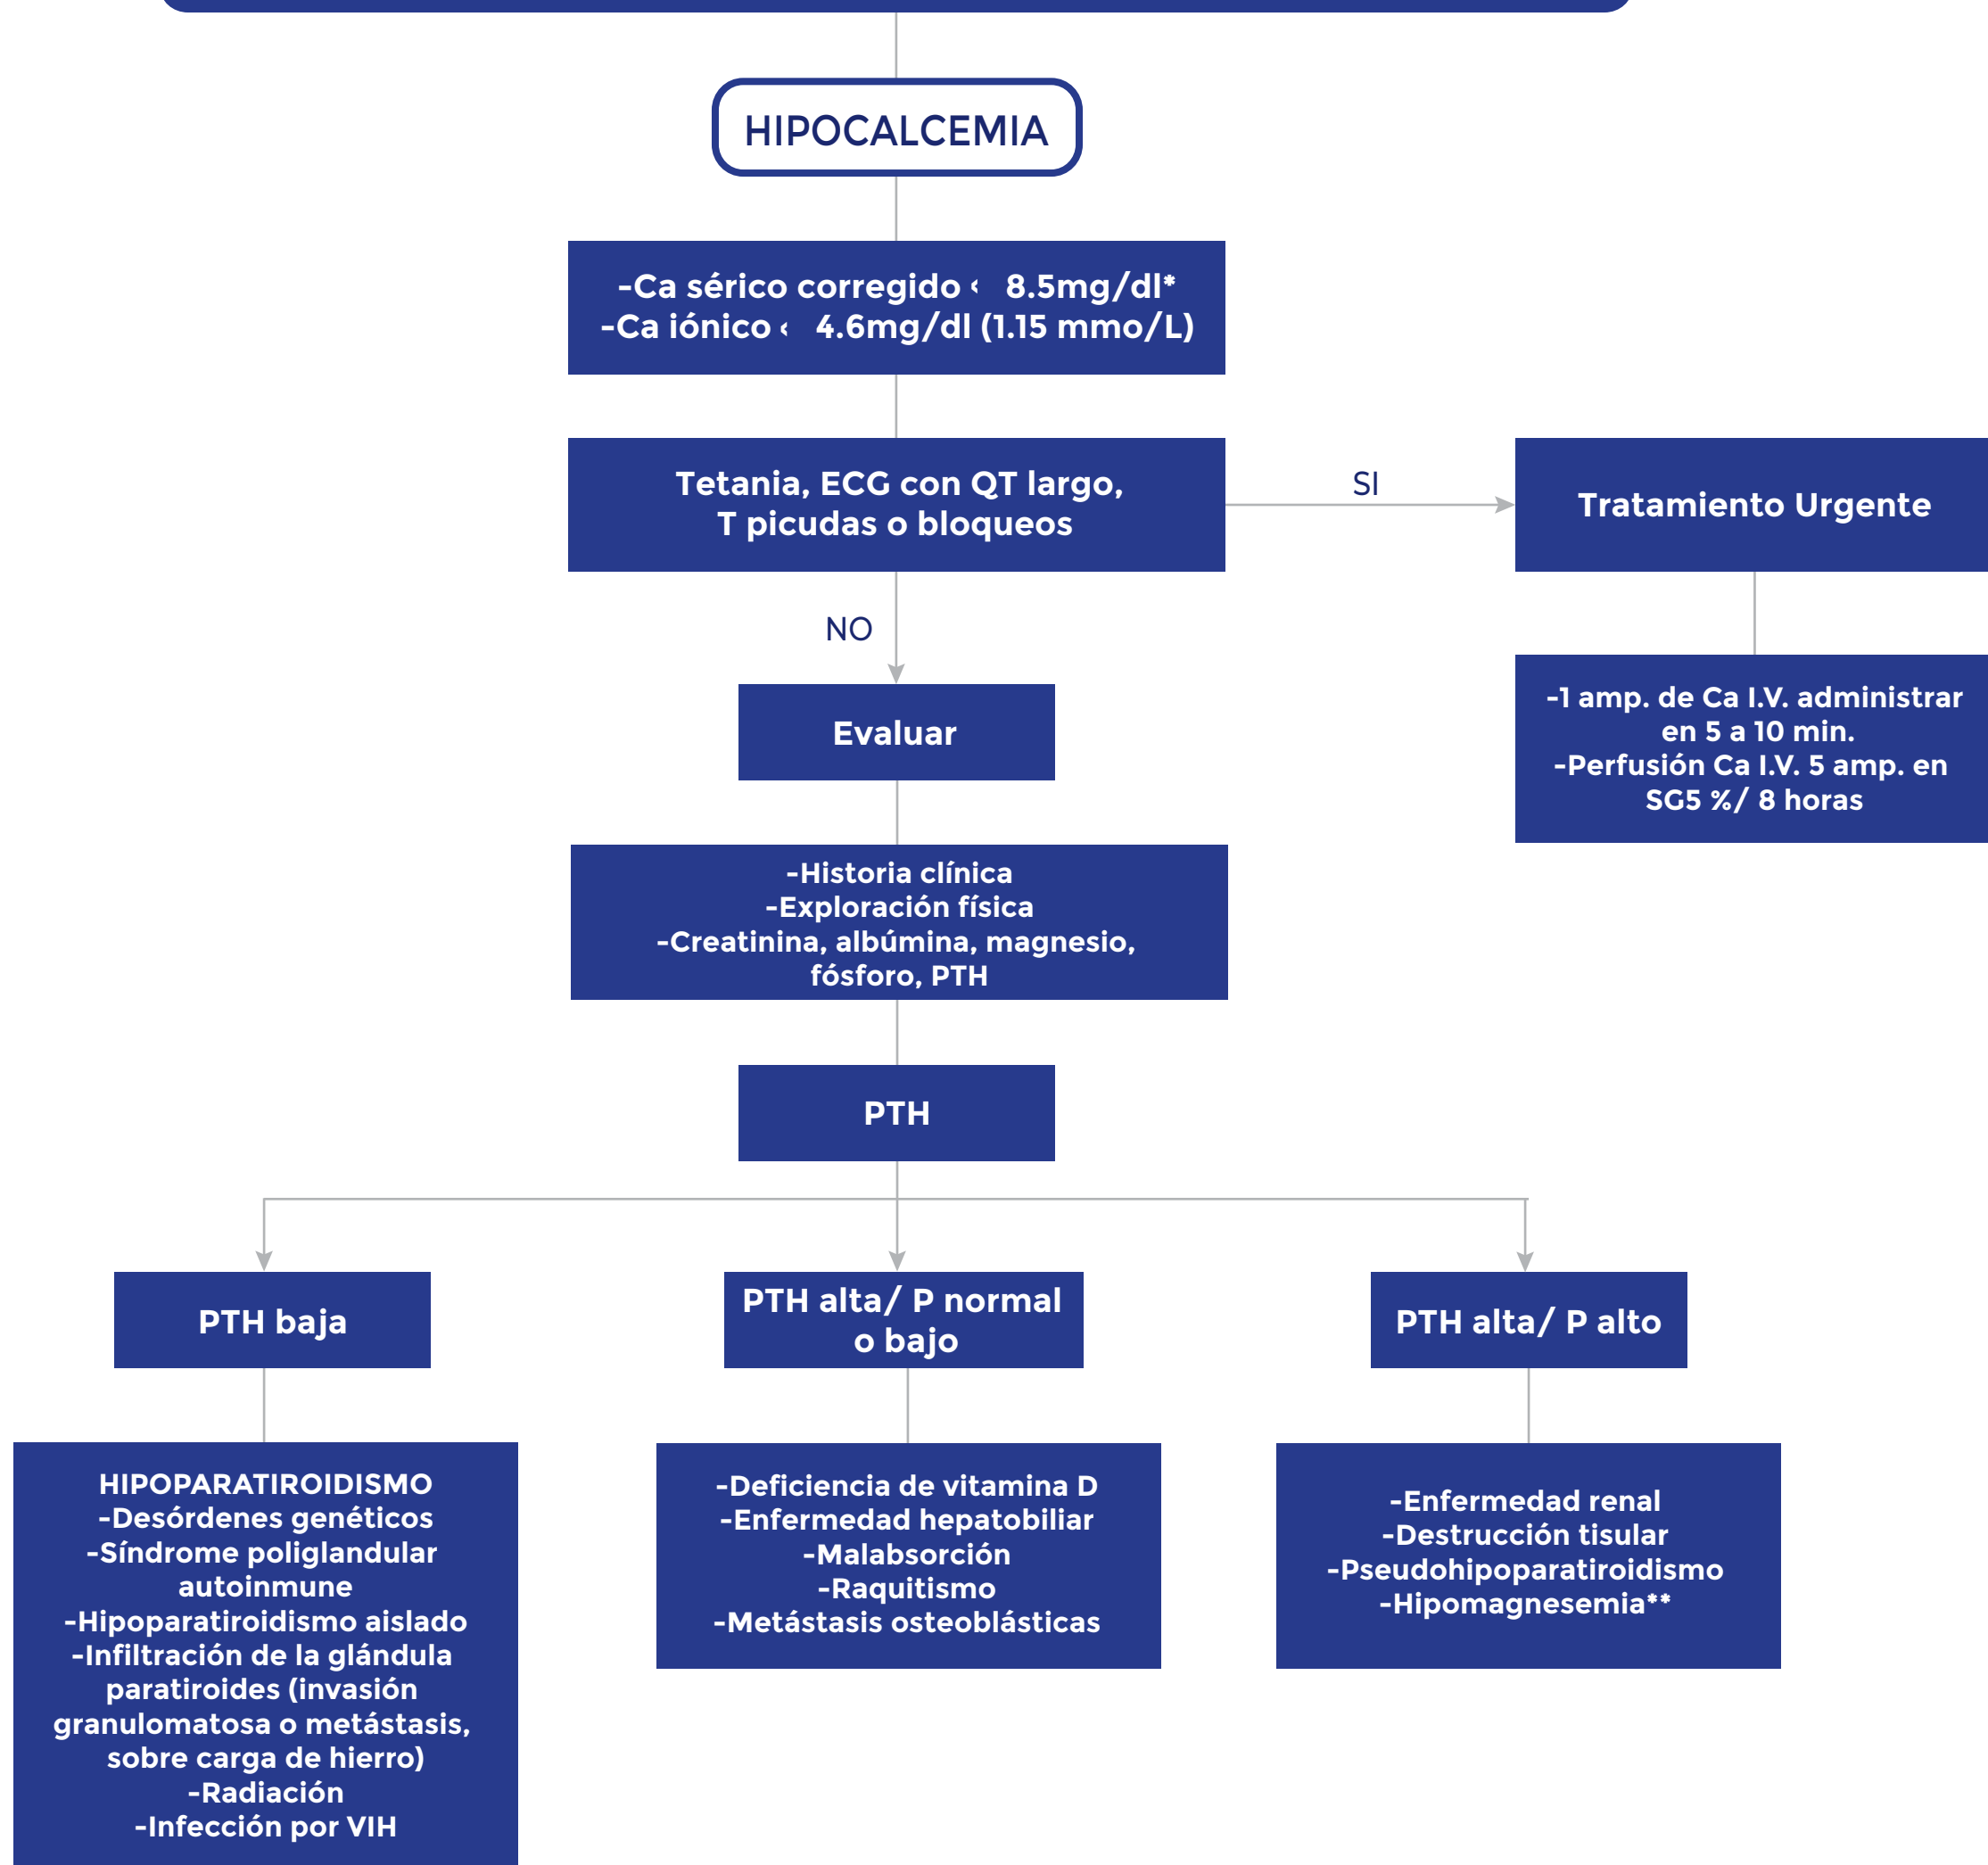 HIPOCALCEMIA
-Ca sérico corregido ‹ 8.5mg/dl*
-Ca iónico ‹ 4.6mg/dl (1.15 mmo/L)
Tetania, ECG con QT largo,
T picudas o bloqueos
SI
Tratamiento Urgente
NO
-1 amp. de Ca I.V. administrar
en 5 a 10 min.
-Perfusión Ca I.V. 5 amp. en
SG5 %/ 8 horas
Evaluar
-Historia clínica
-Exploración física
-Creatinina, albúmina, magnesio,
fósforo, PTH
PTH
PTH baja
PTH alta/ P normal
o bajo
PTH alta/ P alto
HIPOPARATIROIDISMO
-Desórdenes genéticos
-Síndrome poliglandular
autoinmune
-Hipoparatiroidismo aislado
-Infiltración de la glándula
paratiroides (invasión
granulomatosa o metástasis,
sobre carga de hierro)
-Radiación
-Infección por VIH
-Deficiencia de vitamina D
-Enfermedad hepatobiliar
-Malabsorción
-Raquitismo
-Metástasis osteoblásticas
-Enfermedad renal
-Destrucción tisular
-Pseudohipoparatiroidismo
-Hipomagnesemia**